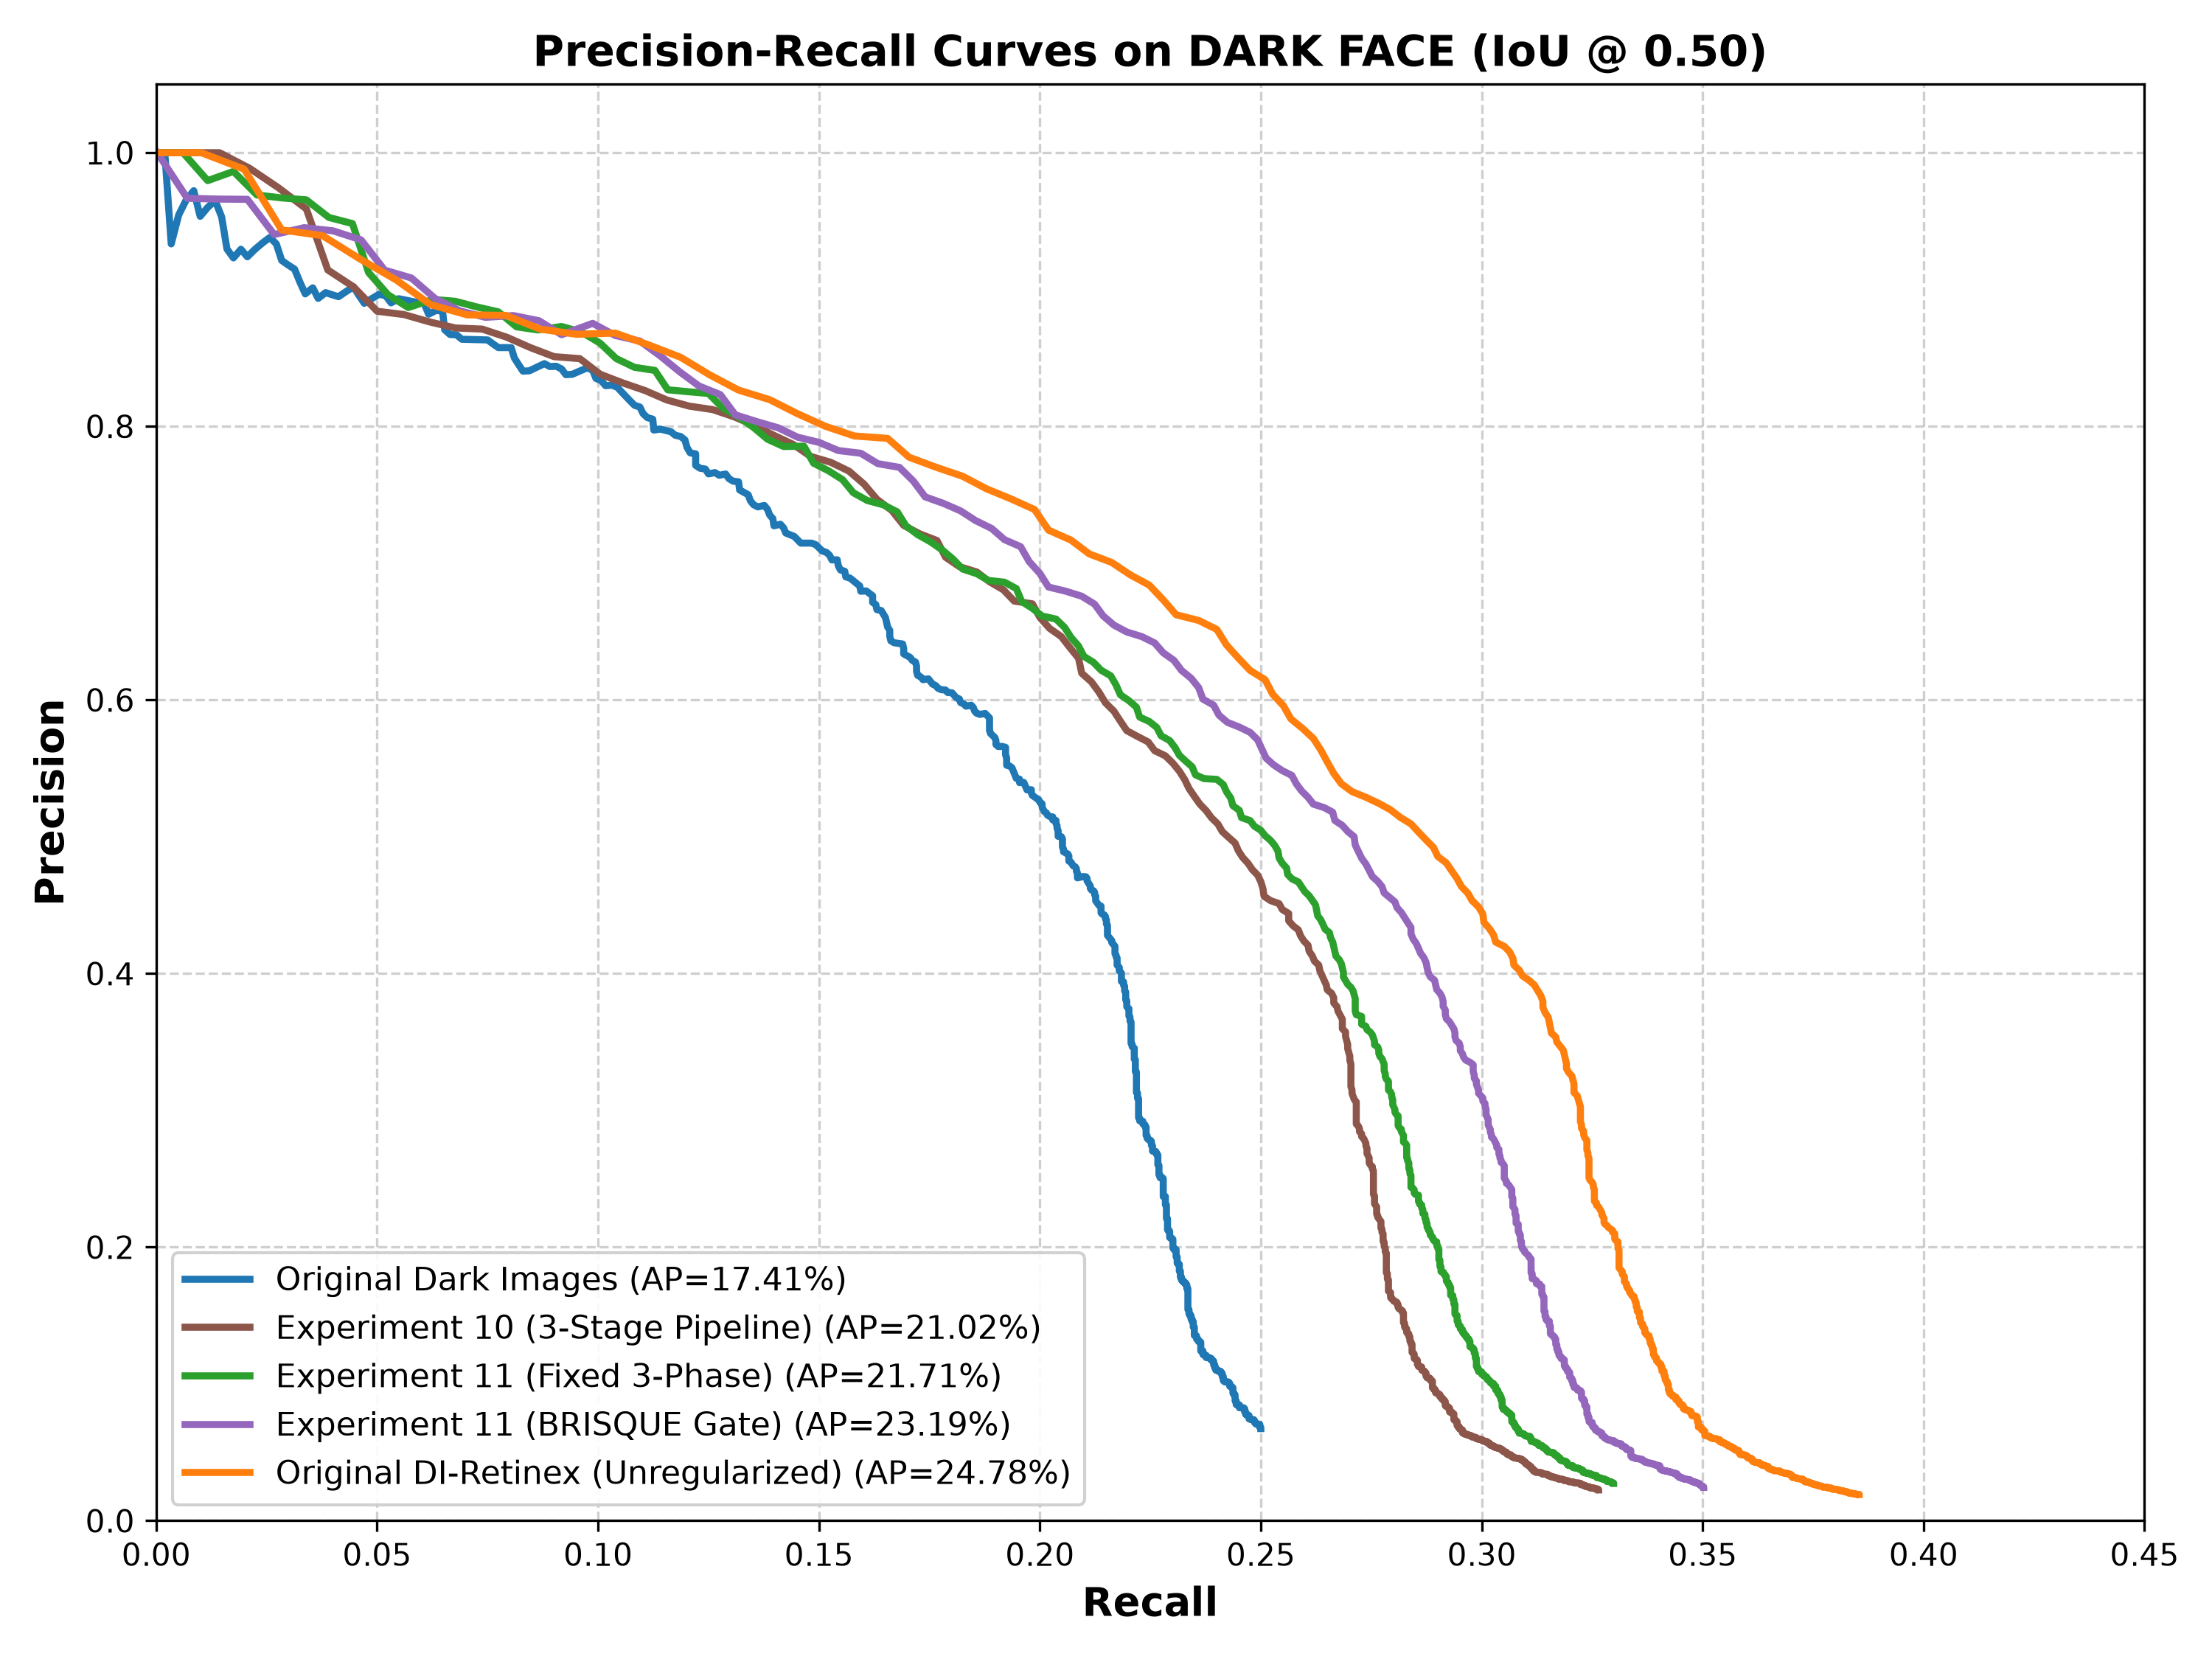 Precision-Recall Curves on DARK FACE (IoU @ 0.50)
Precision
1.0
0.8
0.6
0.4
0.2
0.0
Original Dark Images (AP=17.41%)
Experiment 10 (3-Stage Pipeline) (AP=21.02%)
Experiment 11 (Fixed 3-Phase) (AP=21.71%)
Experiment 11 (BRISQUE Gate) (AP=23.19%)
Original DI-Retinex (Unregularized) (AP=24.78%)
0.00 0.05 0.10 0.15 0.20 0.25 0.30 0.35 0.40 0.45
Recall